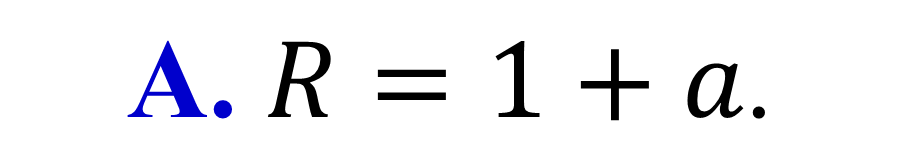 A. R = 1 + a.